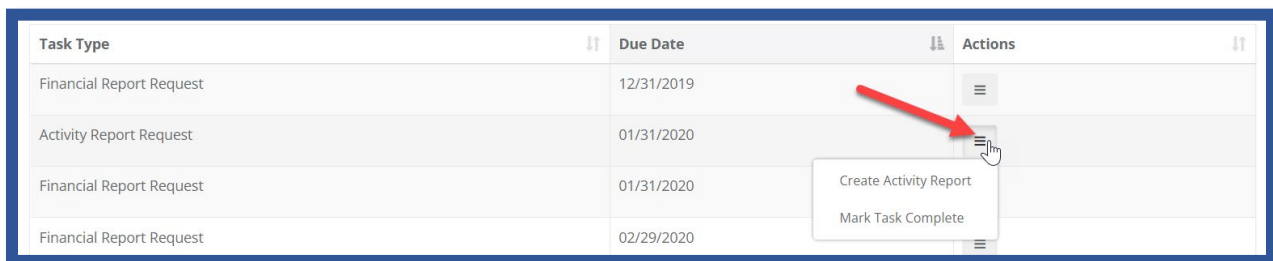 Task Type Due Date Actions
Financial Report Request 12/31/2019
Activity Report Request 01/31/2020
Financial Report Request 01/31/2020
Create Activity Report
Mark Task Complete
Financial Report Request 02/29/2020